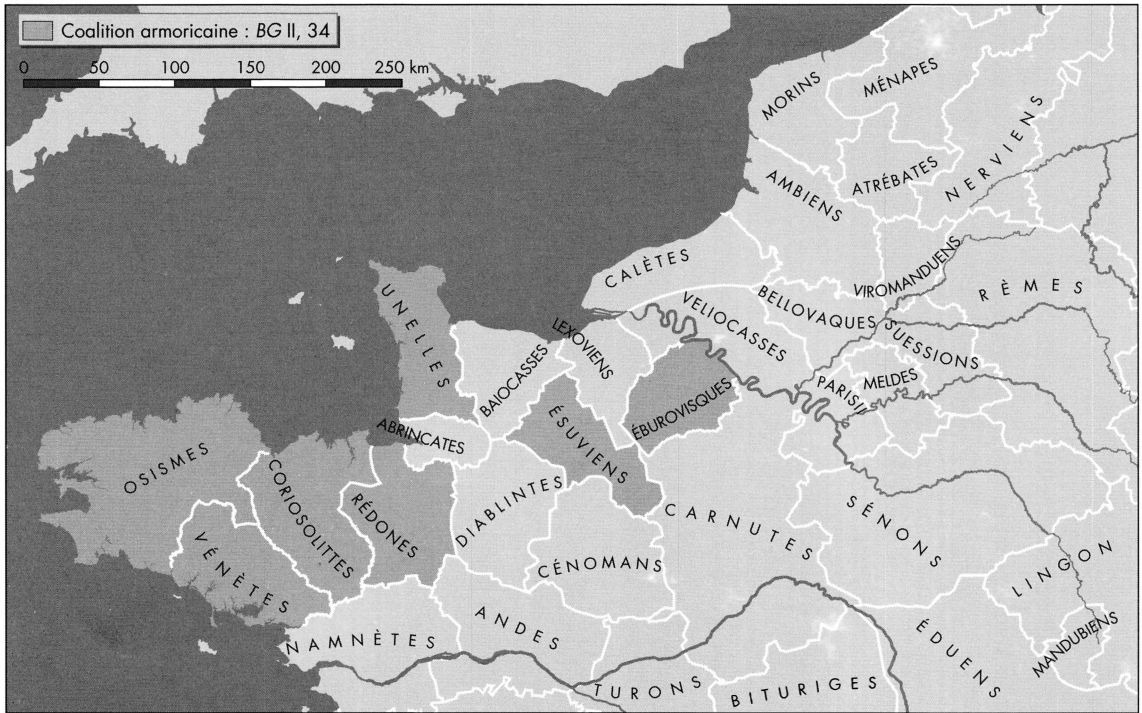 Coalition armoricaine : BG II, 34
0 50 100 150 200 250 km
MORINS
MÉNAPES
NERVIENS
ATRÉBATES
AMBIENS
VIROMANDUENS
CALÈTES
RÈMES
UNELLES
VELIOCASSES
BELLOVAQUES
SUESSIONS
LEXOVIENS
BAIOCASSES
PARISII
MELDES
ÉBUROVISQUES
ÉSUVIENS
ABRINCATES
OSISMES
CORIOSOLITTES
RÉDONES
DIABLINTES
CARNUTES
SÉNONS
VÉNÈTES
CÉNOMANS
LINGON
NAMNÈTES
ANDES
ÉDUENS
MANDUBIENS
TURONS
BITURIGES